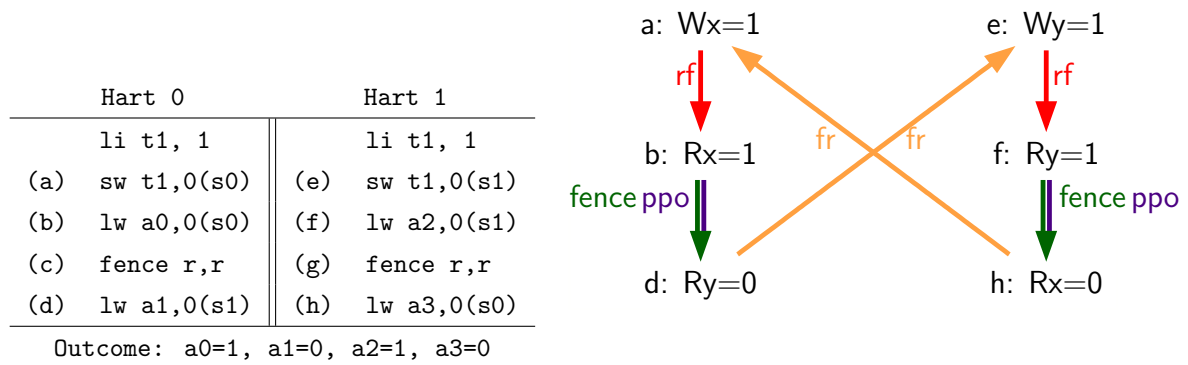 Hart 0 Hart 1
li t1, 1 li t1, 1
(a) sw t1,0(s0) (e) sw t1,0(s1)
(b) lw a0,0(s0) (f) lw a2,0(s1)
(c) fence r,r (g) fence r,r
(d) lw a1,0(s1) (h) lw a3,0(s0)
Outcome: a0=1, a1=0, a2=1, a3=0
a: Wx=1 e: Wy=1
rf rf
fr fr
b: Rx=1 f: Ry=1
fence ppo fence ppo
d: Ry=0 h: Rx=0